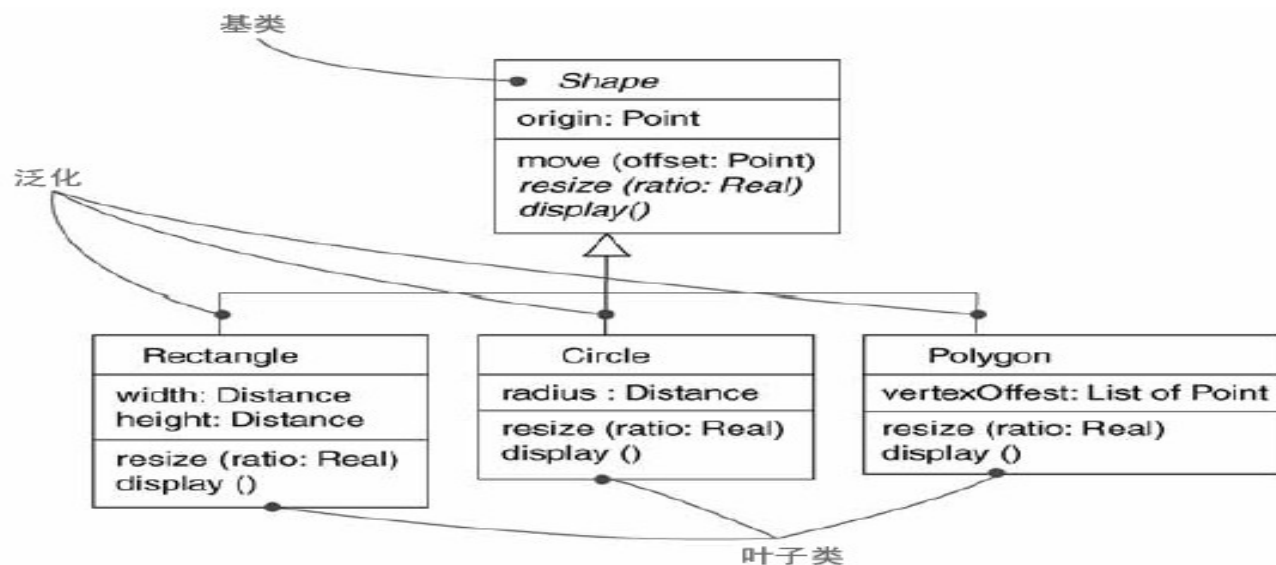 基类
Shape
origin: Point
move (offset: Point)
resize (ratio: Real)
display()
泛化
Rectangle
width: Distance
height: Distance
resize (ratio: Real)
display ()
Circle
radius : Distance
resize (ratio: Real)
display ()
Polygon
vertexOffest: List of Point
resize (ratio: Real)
display ()
叶子类